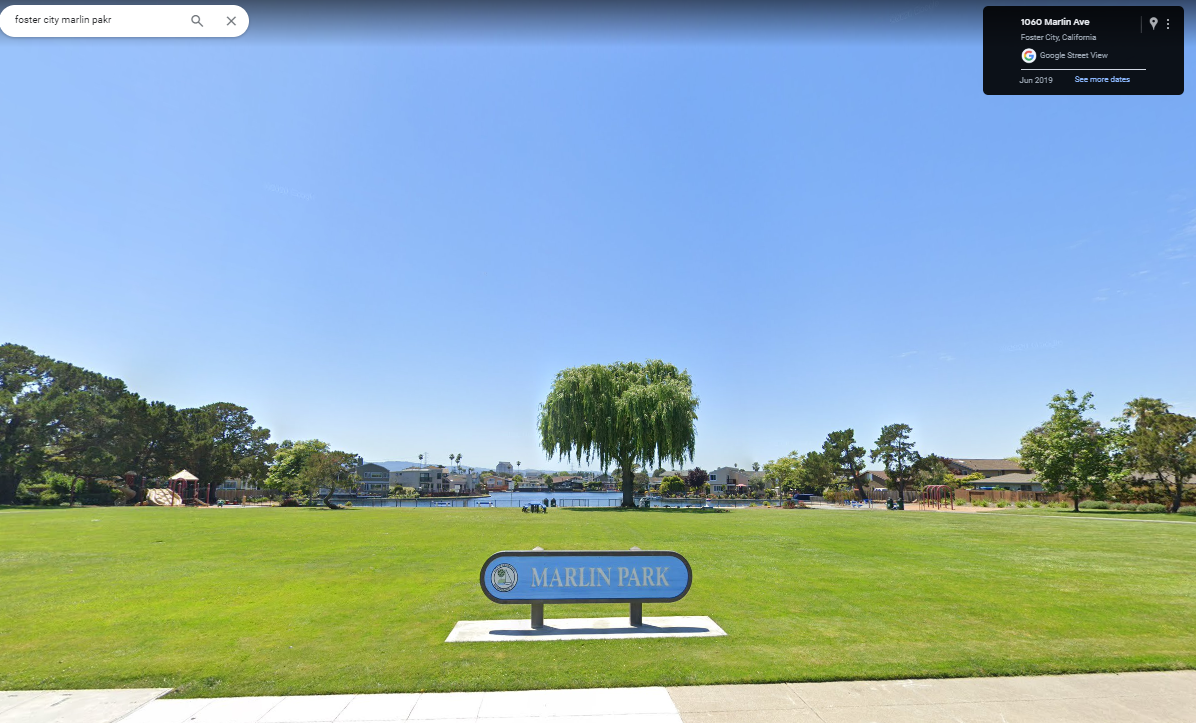 foster city marlin pakr
1060 Marlin Ave
Foster City, California
Google Street View
Jun 2019
See more dates
MARLIN PARK